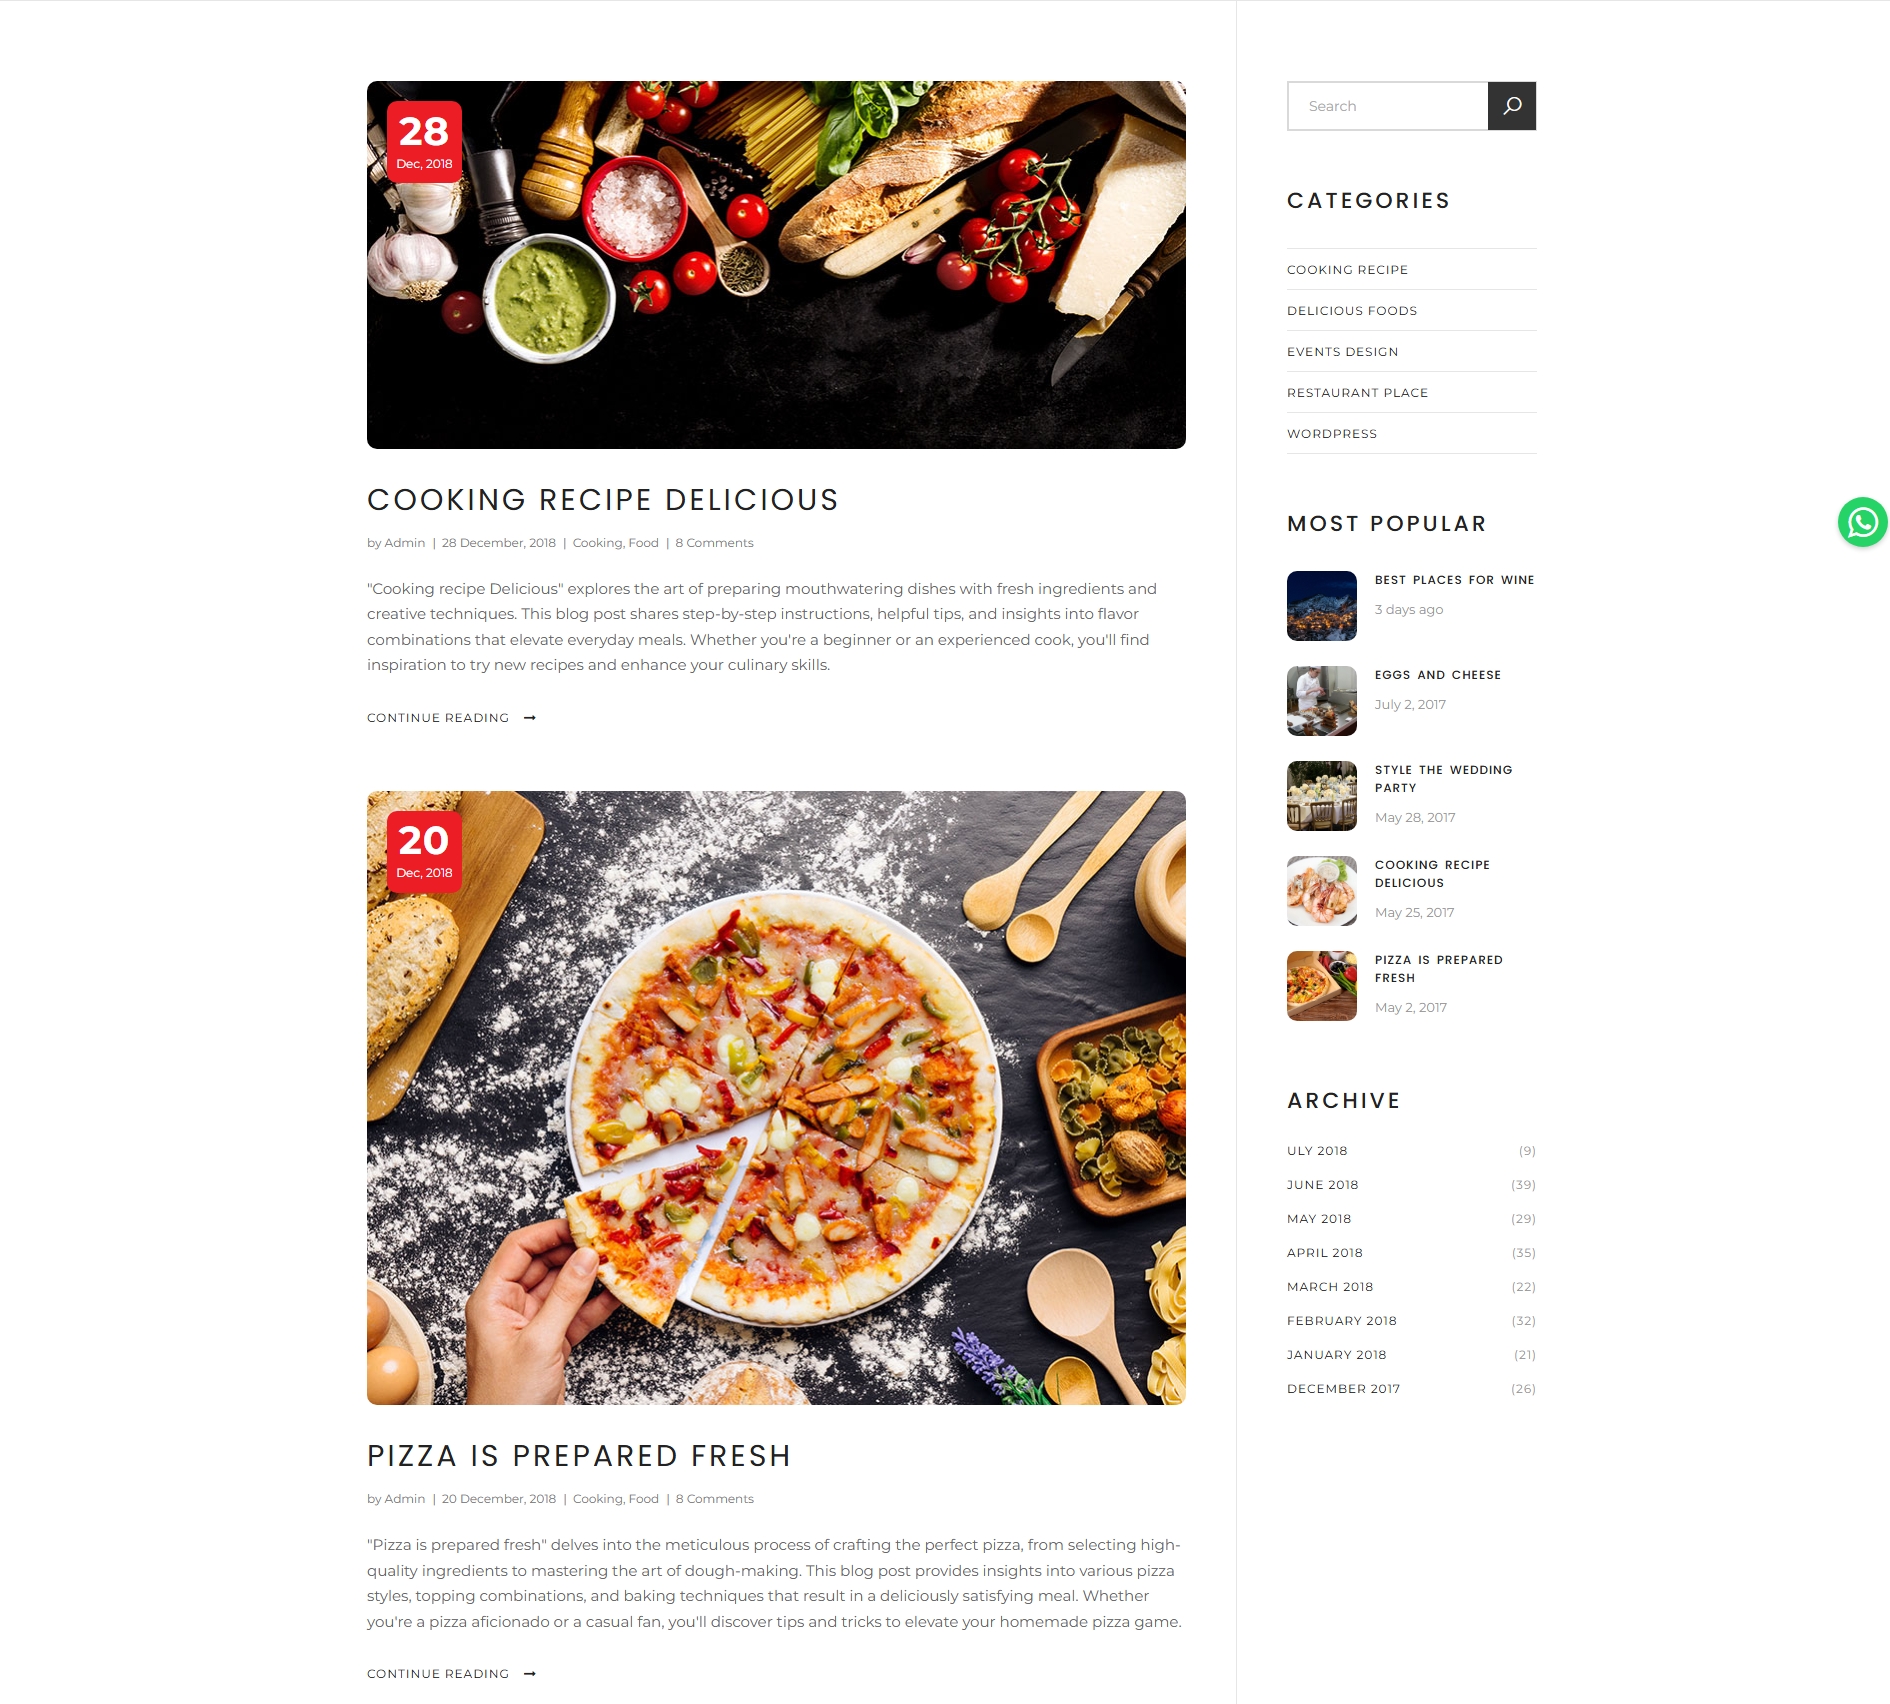 28
Dec, 2018
COOKING RECIPE DELICIOUS
by Admin | 28 December, 2018 | Cooking, Food | 8 Comments
"Cooking recipe Delicious" explores the art of preparing mouthwatering dishes with fresh ingredients and
creative techniques. This blog post shares step-by-step instructions, helpful tips, and insights into flavor
combinations that elevate everyday meals. Whether you're a beginner or an experienced cook, you'll find
inspiration to try new recipes and enhance your culinary skills.
CONTINUE READING
20
Dec, 2018
PIZZA IS PREPARED FRESH
by Admin | 20 December, 2018 | Cooking, Food | 8 Comments
"Pizza is prepared fresh" delves into the meticulous process of crafting the perfect pizza, from selecting high-
quality ingredients to mastering the art of dough-making. This blog post provides insights into various pizza
styles, topping combinations, and baking techniques that result in a deliciously satisfying meal. Whether
you're a pizza aficionado or a casual fan, you'll discover tips and tricks to elevate your homemade pizza game.
CONTINUE READING
Search
CATEGORIES
COOKING RECIPE
DELICIOUS FOODS
EVENTS DESIGN
RESTAURANT PLACE
WORDPRESS
MOST POPULAR
BEST PLACES FOR WINE
3 days ago
EGGS AND CHEESE
July 2, 2017
STYLE THE WEDDING
PARTY
May 28, 2017
COOKING RECIPE
DELICIOUS
May 25, 2017
PIZZA IS PREPARED
FRESH
May 2, 2017
ARCHIVE
ULY 2018 (9)
JUNE 2018 (39)
MAY 2018 (29)
APRIL 2018 (35)
MARCH 2018 (22)
FEBRUARY 2018 (32)
JANUARY 2018 (21)
DECEMBER 2017 (26)